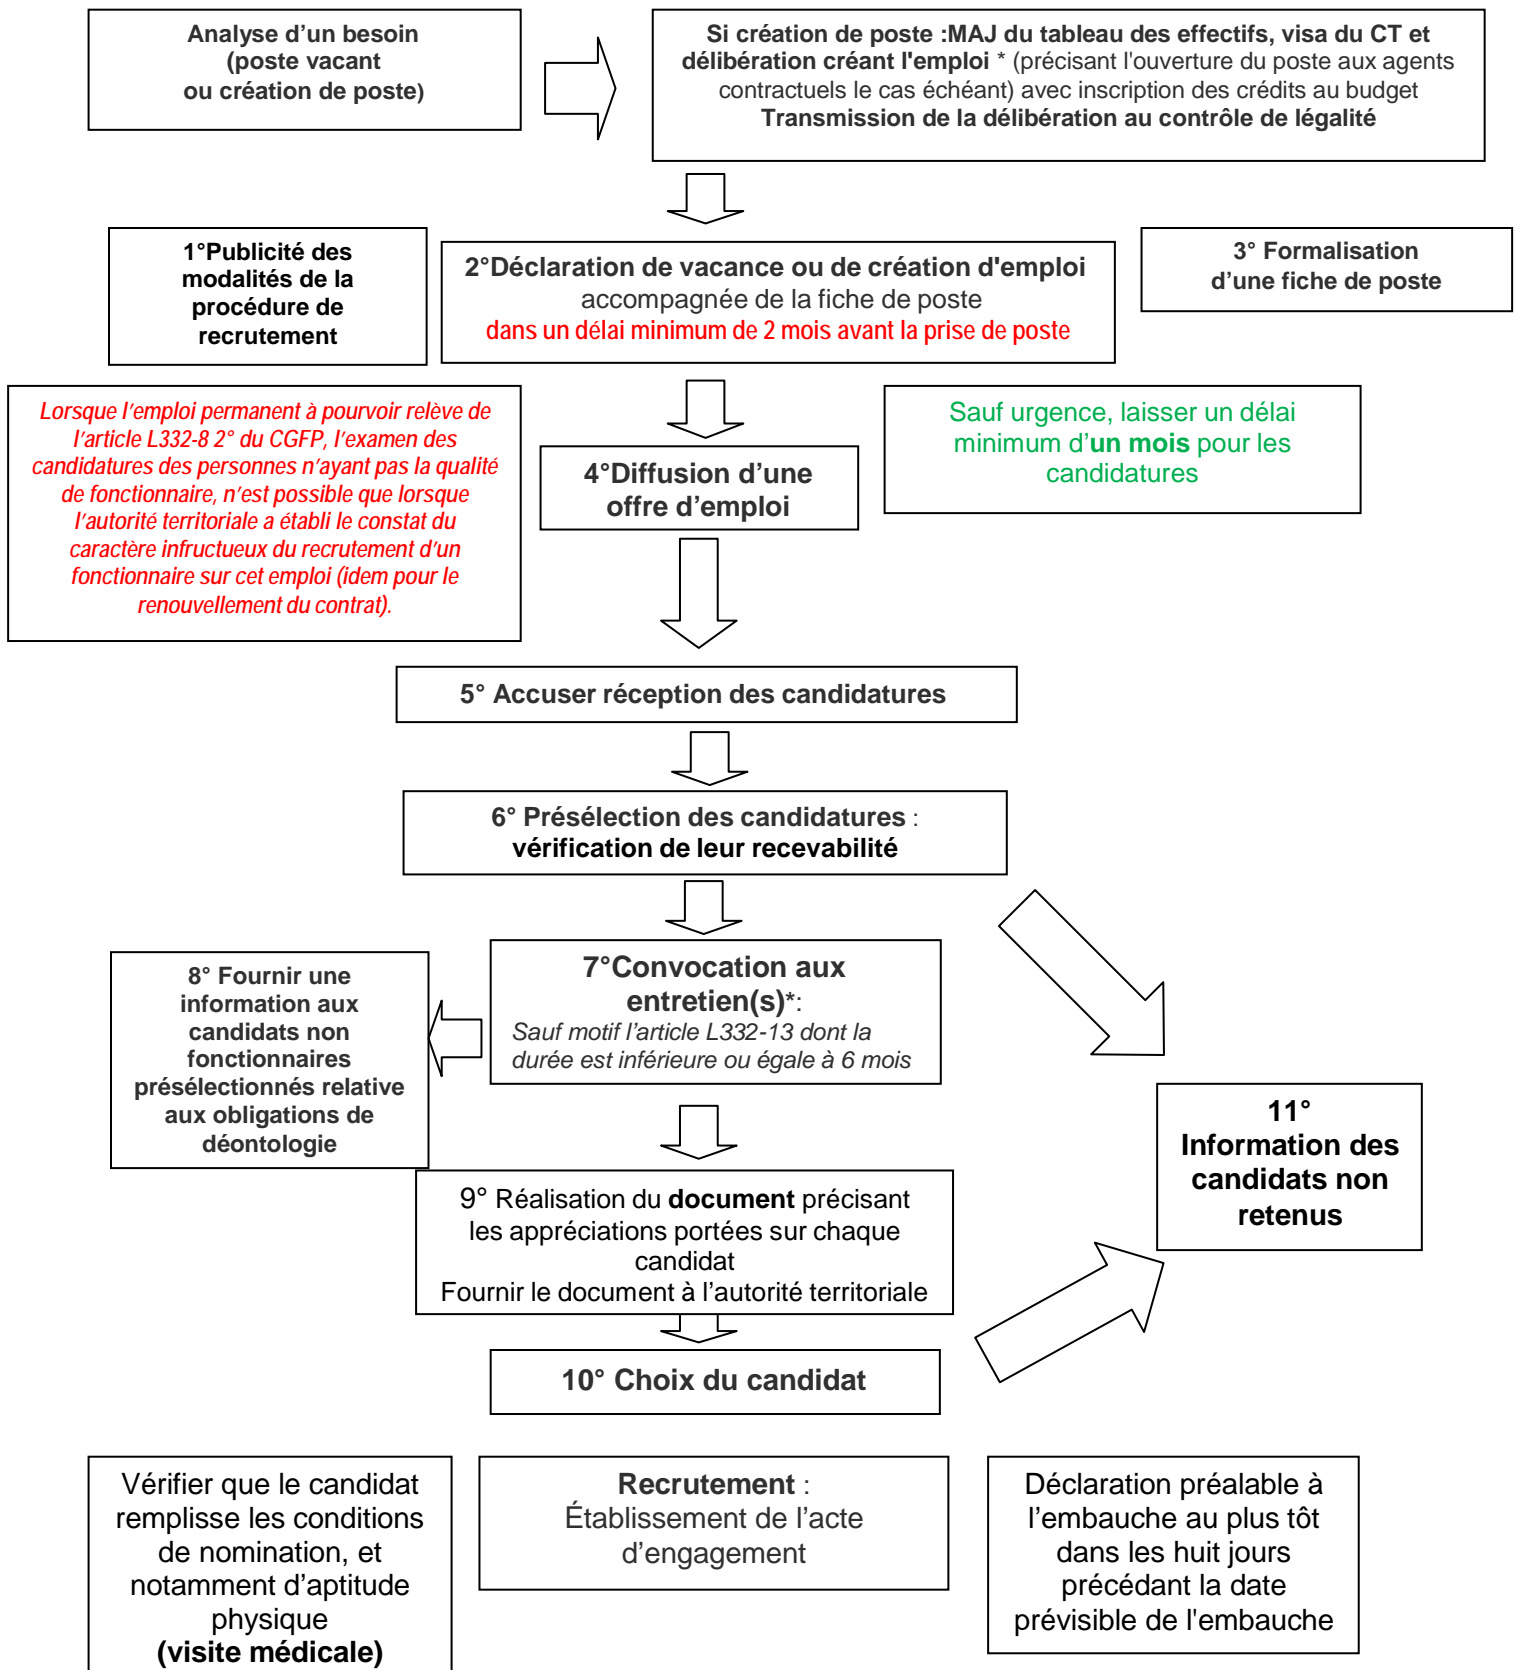 Analyse d'un besoin
(poste vacant
ou création de poste)
Si création de poste :MAJ du tableau des effectifs, visa du CT et
délibération créant l'emploi * (précisant l'ouverture du poste aux agents
contractuels le cas échéant) avec inscription des crédits au budget
Transmission de la délibération au contrôle de légalité
1°Publicité des
modalités de la
procédure de
recrutement
2°Déclaration de vacance ou de création d'emploi
accompagnée de la fiche de poste
dans un délai minimum de 2 mois avant la prise de poste
3° Formalisation
d’une fiche de poste
Lorsque l’emploi permanent à pourvoir relève de
l’article L332-8 2° du CGFP, l’examen des
candidatures des personnes n’ayant pas la qualité
de fonctionnaire, n’est possible que lorsque
l’autorité territoriale a établi le constat du
caractère infructueux du recrutement d’un
fonctionnaire sur cet emploi (idem pour le
renouvellement du contrat).
4°Diffusion d’une
offre d’emploi
Sauf urgence, laisser un délai
minimum d’un mois pour les
candidatures
5° Accuser réception des candidatures
6° Présélection des candidatures :
vérification de leur recevabilité
7°Convocation aux
entretien(s)*:
Sauf motif l’article L332-13 dont la
durée est inférieure ou égale à 6 mois
8° Fournir une
information aux
candidats non
fonctionnaires
présélectionnés relative
aux obligations de
déontologie
9° Réalisation du document précisant
les appréciations portées sur chaque
candidat
Fournir le document à l’autorité territoriale
10° Choix du candidat
11°
Information des
candidats non
retenus
Vérifier que le candidat
remplisse les conditions
de nomination, et
notamment d’aptitude
physique
(visite médicale)
Recrutement :
Établissement de l’acte
d’engagement
Déclaration préalable à
l’embauche au plus tôt
dans les huit jours
précédant la date
prévisible de l'embauche